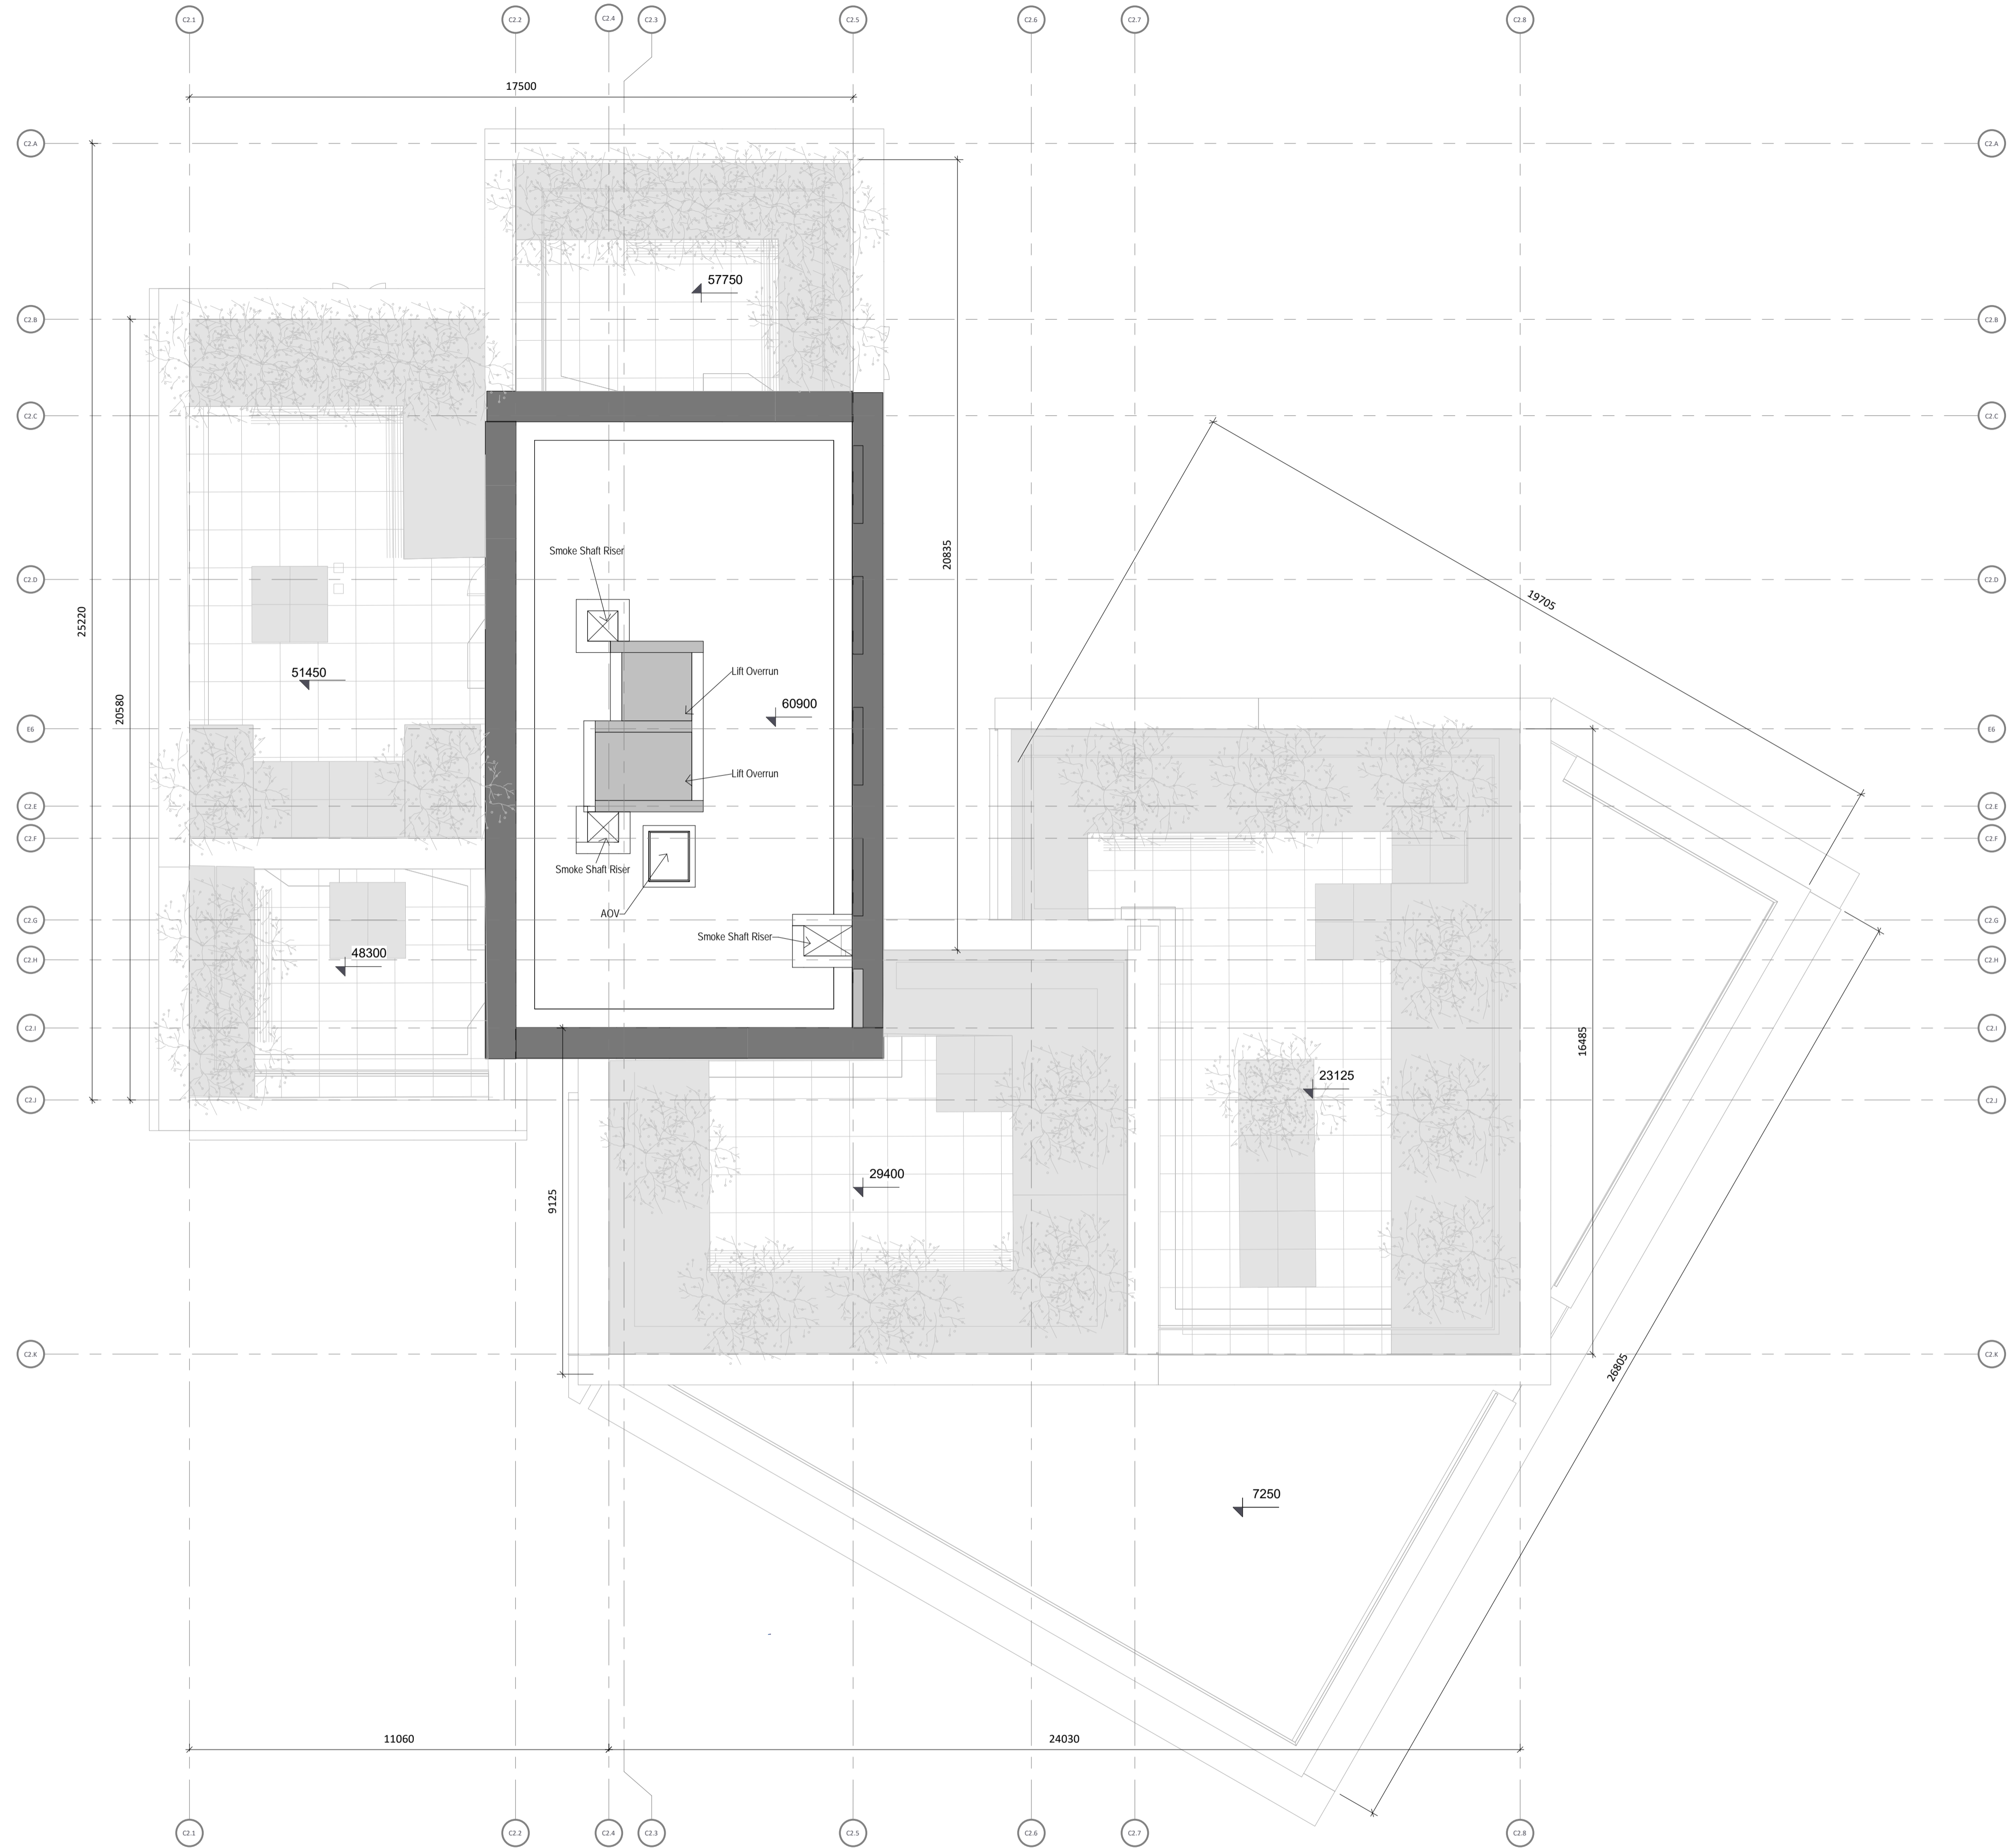 C2.1
C2.2
C2.4
C2.3
C2.5
C2.6
C2.7
C2.8
17500
C2.A
C2.A
57750
C2.B
C2.B
C2.C
C2.C
Smoke Shaft Riser
20835
C2.D
C2.D
19705
25220
Lift Overrun
51450
60900
20580
E6
E6
Lift Overrun
C2.E
C2.E
C2.F
C2.F
Smoke Shaft Riser
AOV
C2.G
C2.G
Smoke Shaft Riser
48300
C2.H
C2.H
C2.I
C2.I
16485
23125
C2.J
C2.J
29400
9125
C2.K
C2.K
26805
7250
11060
24030
C2.1
C2.2
C2.4
C2.3
C2.5
C2.6
C2.7
C2.8